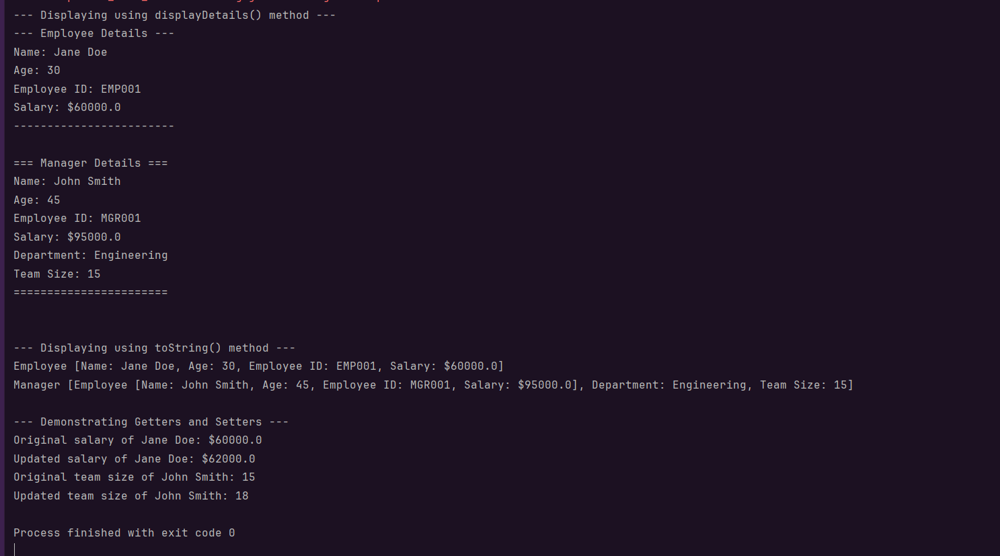 --- Displaying using displayDetails() method ---
--- Employee Details ---
Name: Jane Doe
Age: 30
Employee ID: EMP001
Salary: $60000.0
------------------------
=== Manager Details ===
Name: John Smith
Age: 45
Employee ID: MGR001
Salary: $95000.0
Department: Engineering
Team Size: 15
=======================
--- Displaying using toString() method ---
Employee [Name: Jane Doe, Age: 30, Employee ID: EMP001, Salary: $60000.0]
Manager [Employee [Name: John Smith, Age: 45, Employee ID: MGR001, Salary: $95000.0], Department: Engineering, Team Size: 15]
--- Demonstrating Getters and Setters ---
Original salary of Jane Doe: $60000.0
Updated salary of Jane Doe: $62000.0
Original team size of John Smith: 15
Updated team size of John Smith: 18
Process finished with exit code 0